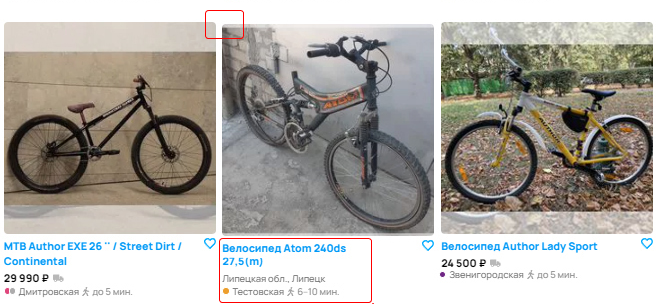 MTB Author EXE 26 ¨ / Street Dirt /
Continental
29 990 ₽
Дмитровская до 5 мин.
ATOM
Велосипед Atom 240ds
27,5(m)
Липецкая обл., Липецк
Тестовская 6–10 мин.
Велосипед Author Lady Sport
24 500 ₽
Звенигородская до 5 мин.